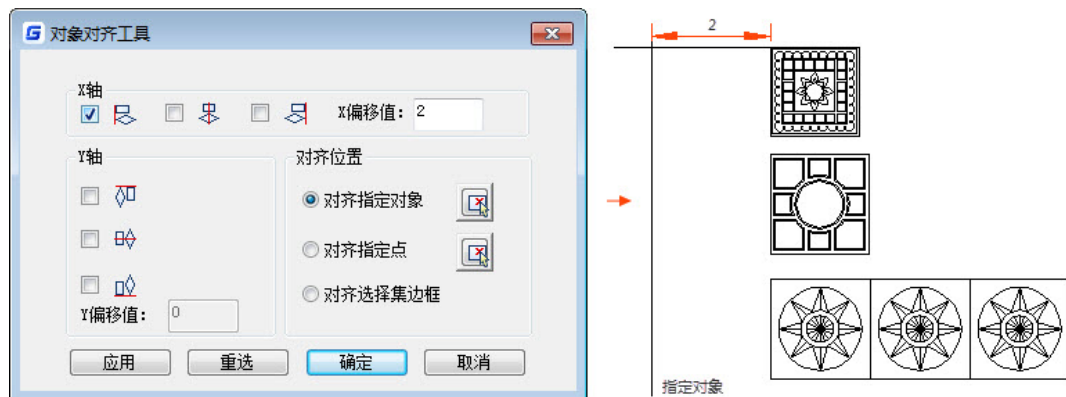 对象对齐工具
X轴
X偏移值: 2
Y轴
Y偏移值:
0
对齐位置
对齐指定对象
对齐指定点
对齐选择集边框
应用 重选 确定 取消
2
指定对象